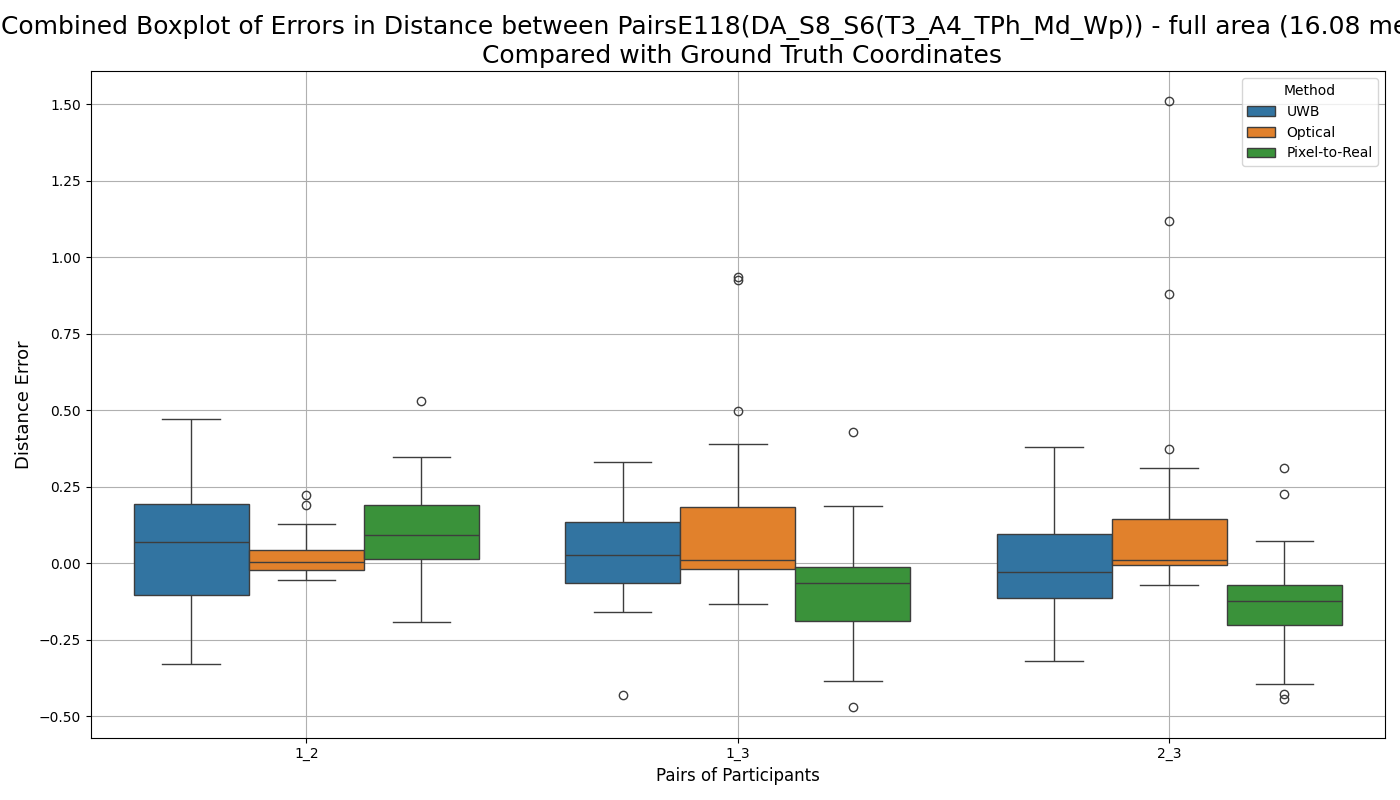 Combined Boxplot of Errors in Distance between PairsE118(DA_S8_S6(T3_A4_TPh_Md_Wp)) - full area (16.08 me
Compared with Ground Truth Coordinates
Method
UWB
Optical
Pixel-to-Real
1.50
1.25
1.00
0.75
0.50
0.25
0.00
−0.25
−0.50
Distance Error
1_2
1_3
2_3
Pairs of Participants